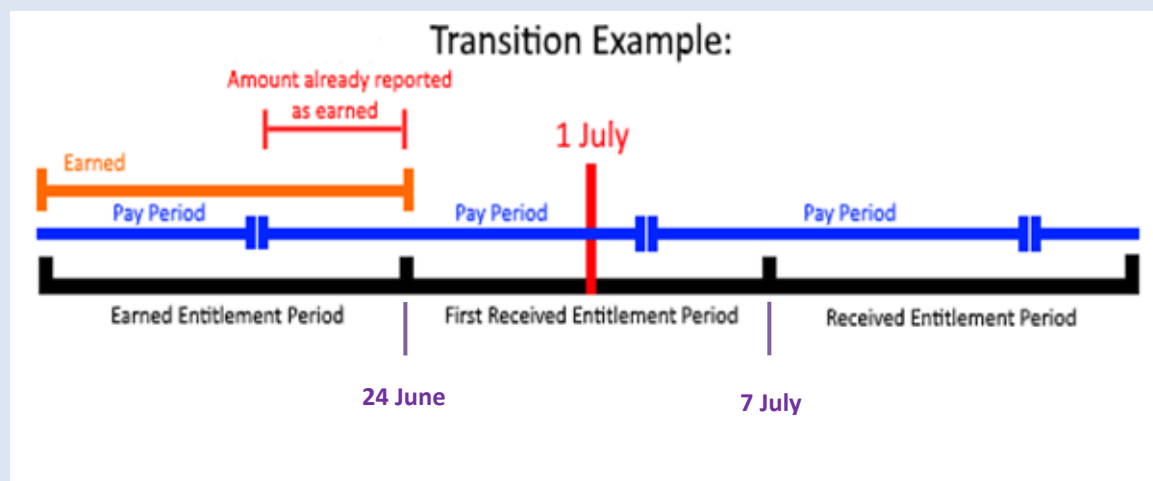 Transition Example:
Amount already reported
as earned
1 July
Earned
Pay Period
Pay Period
Pay Period
Earned Entitlement Period
First Received Entitlement Period
Received Entitlement Period
24 June
7 July